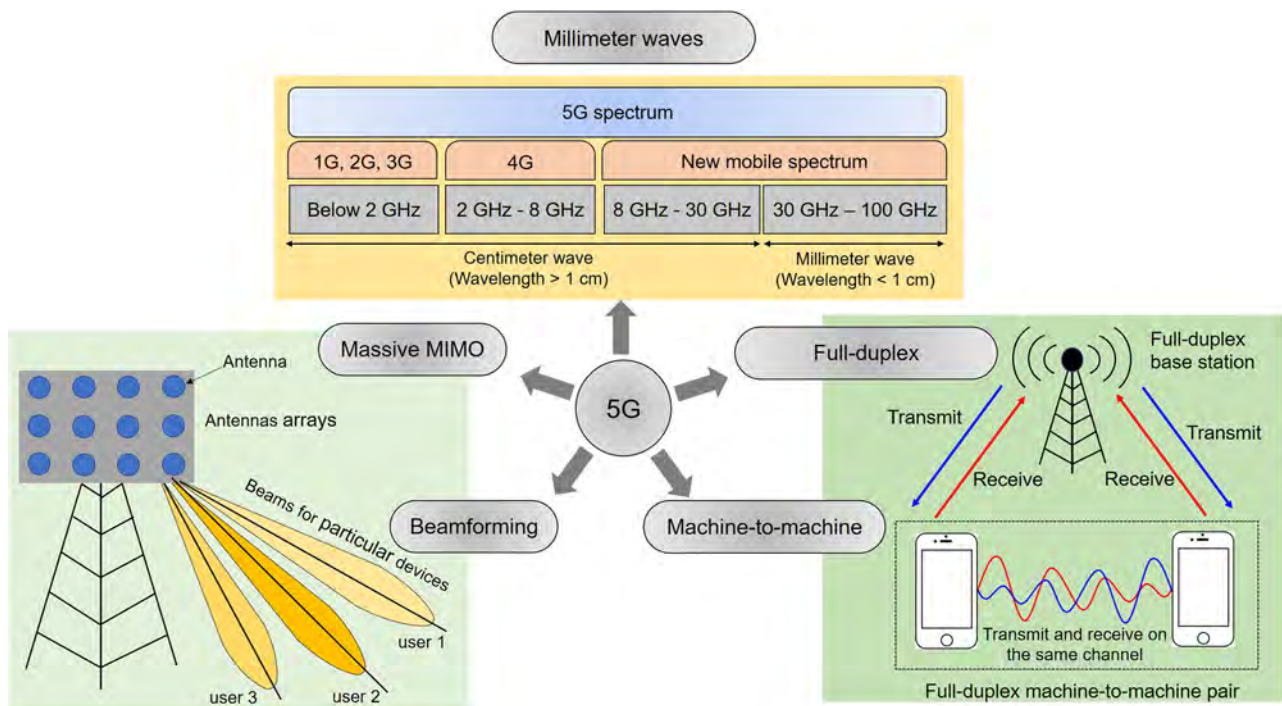 Millimeter waves
5G spectrum
1G, 2G, 3G
4G
New mobile spectrum
Below 2 GHz
2 GHz - 8 GHz
8 GHz - 30 GHz
30 GHz – 100 GHz
Centimeter wave
(Wavelength > 1 cm)
Millimeter wave
(Wavelength < 1 cm)
Massive MIMO
Full-duplex
5G
Beamforming
Machine-to-machine
Antenna
Antennas arrays
Beams for particular devices
user 1
user 2
user 3
Full-duplex
base station
Transmit
Receive
Receive
Transmit
Transmit and receive on
the same channel
Full-duplex machine-to-machine pair